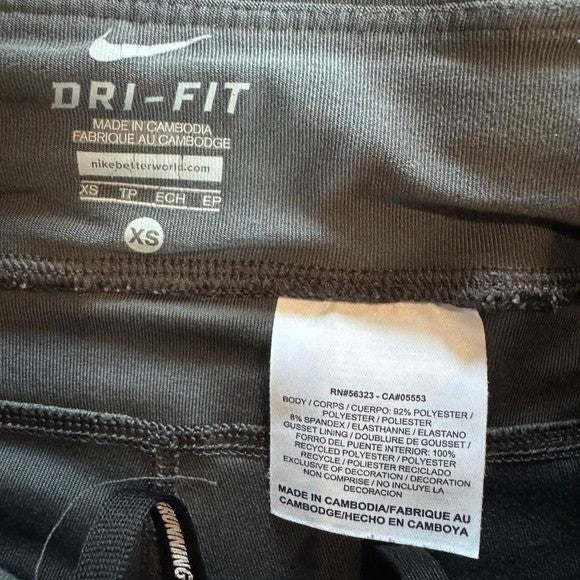 DRI-FIT
MADE IN CAMBODIA
FABRIQUE AU CAMBODGE
nikebetterworld.com
XS TP ECH EP
XS
RN#56323 - CA#05553
BODY / CORPS / CUERPO: 92% POLYESTER /
POLYESTER / POLIESTER
8% SPANDEX / ELASTHANNE / ELASTANO
GUSSET LINING / DOUBLURE DE GOUSSET /
FORRO DEL PUENTE INTERIOR: 100%
RECYCLED POLYESTER / POLYESTER
RECYCLE / POLIESTER RECICLADO
EXCLUSIVE OF DECORATION / DECORATION
NON COMPRISE / NO INCLUYE LA
DECORACION
MADE IN CAMBODIA/FABRIQUE AU
CAMBODGE/HECHO EN CAMBOYA
RUNNING